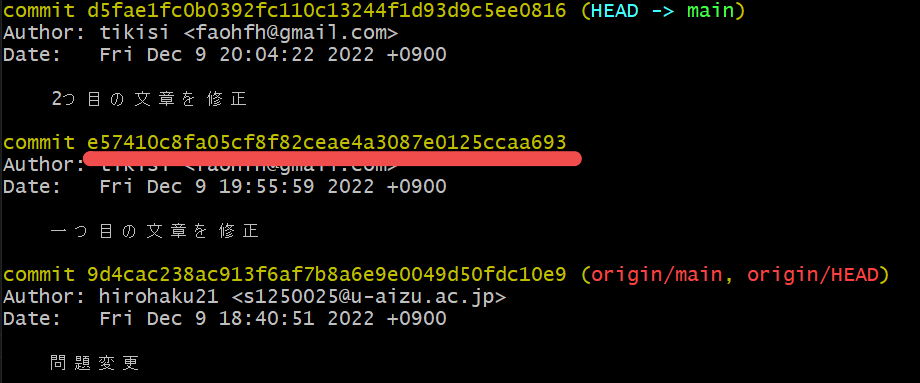 commit d5fae1fc0b0392fc110c13244f1d93d9c5ee0816 (HEAD -> main)
Author: tikisi <faohfh@gmail.com>
Date:   Fri Dec 9 20:04:22 2022 +0900
2つ目の文章を修正
commit e57410c8fa05cf8f82ceae4a3087e0125ccaa693
Author: tikisi <faohfh@gmail.com>
Date:   Fri Dec 9 19:55:59 2022 +0900
一つ目の文章を修正
commit 9d4cac238ac913f6af7b8a6e9e0049d50fdc10e9 (origin/main, origin/HEAD)
Author: hirohaku21 <s1250025@u-aizu.ac.jp>
Date:   Fri Dec 9 18:40:51 2022 +0900
問題変更